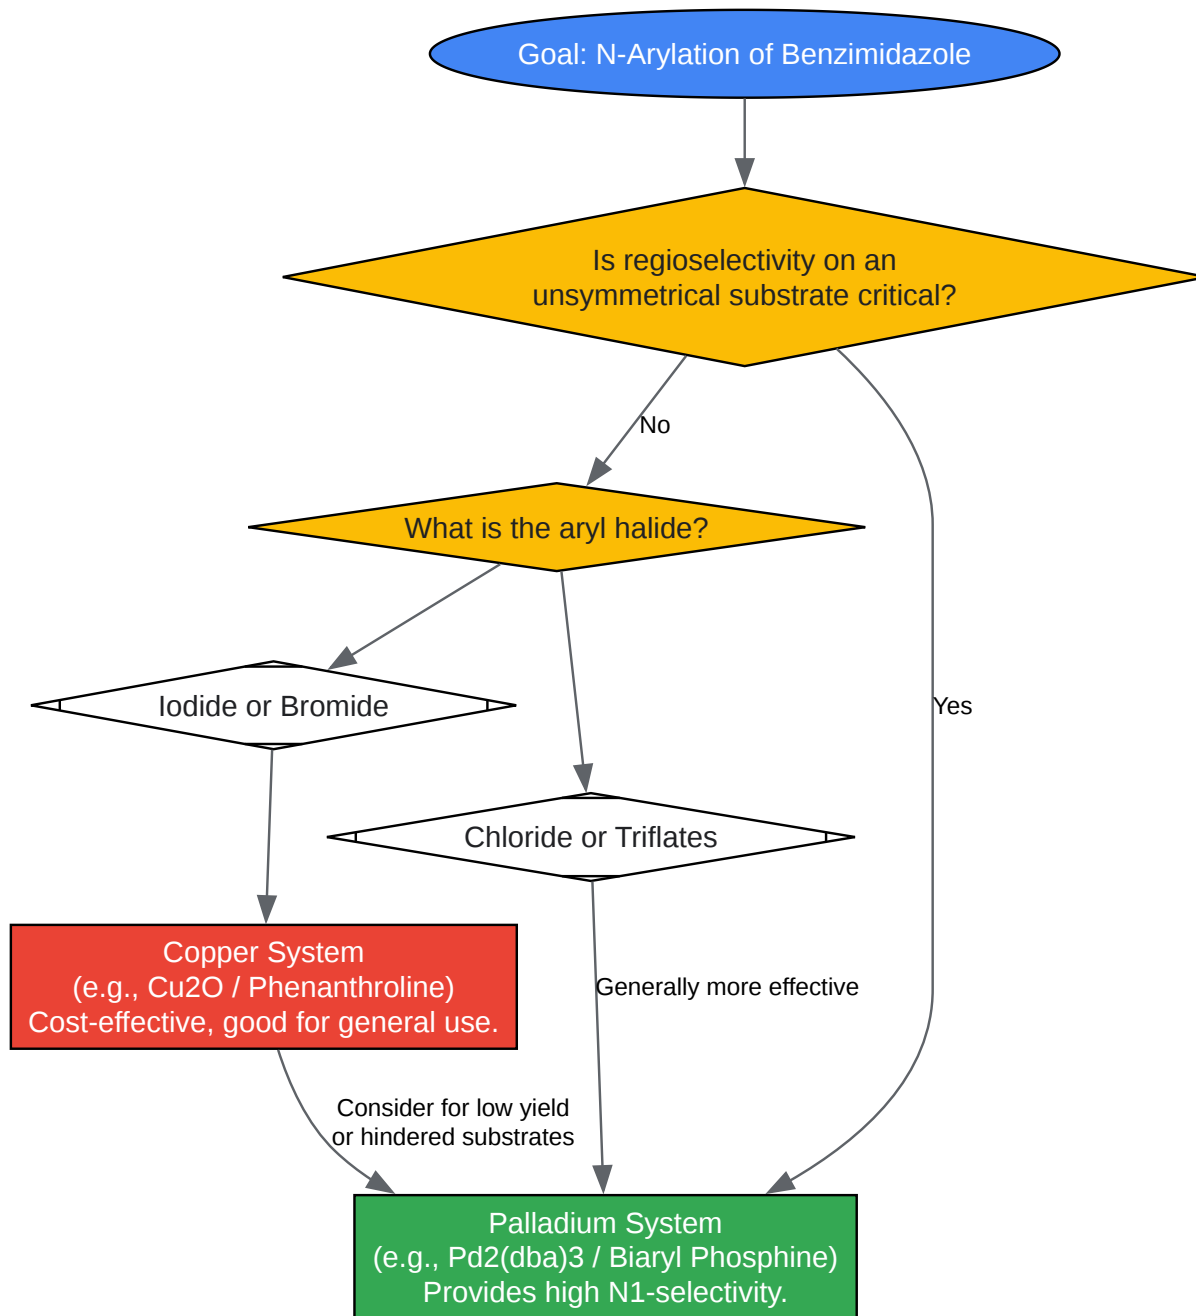 Goal: N-Arylation of Benzimidazole
Is regioselectivity on an
unsymmetrical substrate critical?
No
What is the aryl halide?
Iodide or Bromide
Yes
Chloride or Triflates
Copper System
(e.g., Cu2O / Phenanthroline)
Cost-effective, good for general use.
Generally more effective
Consider for low yield
or hindered substrates
Palladium System
(e.g., Pd2(dba)3 / Biaryl Phosphine)
Provides high N1-selectivity.